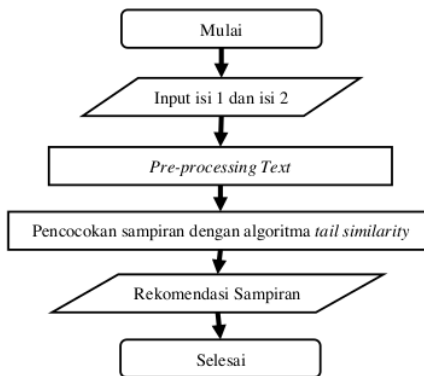 Mulai
Input isi 1 dan isi 2
Pre-processing Text
Pencocokan sampiran dengan algoritma tail similarity
Rekomendasi Sampiran
Selesai